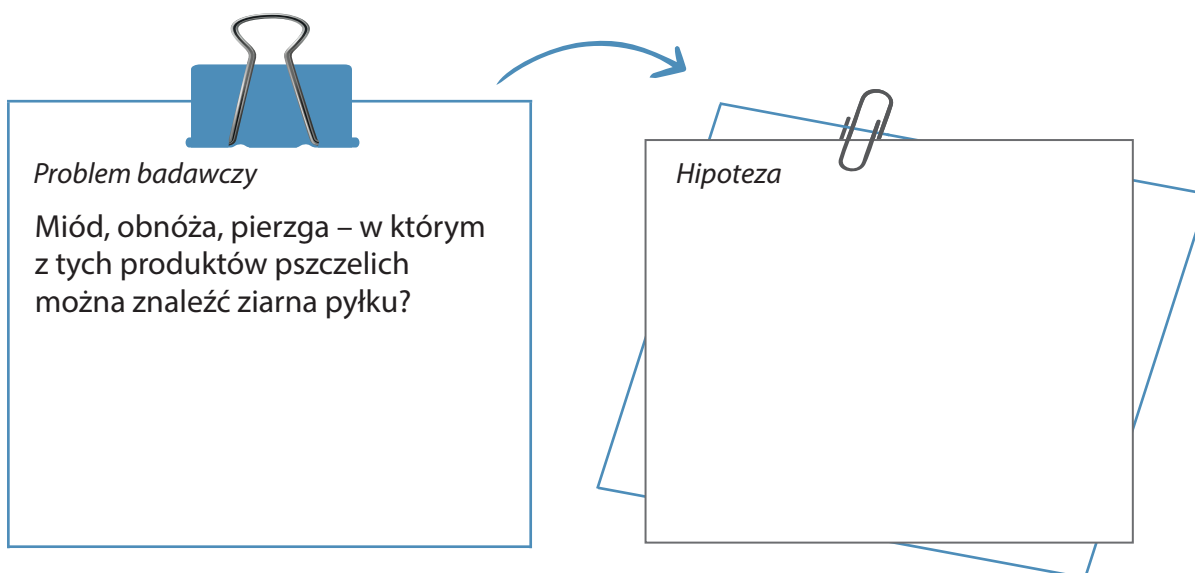 Problem badawczy
Miód, obnóża, pierzga – w którym
z tych produktów pszczelich
można znaleźć ziarna pyłku?
Hipoteza